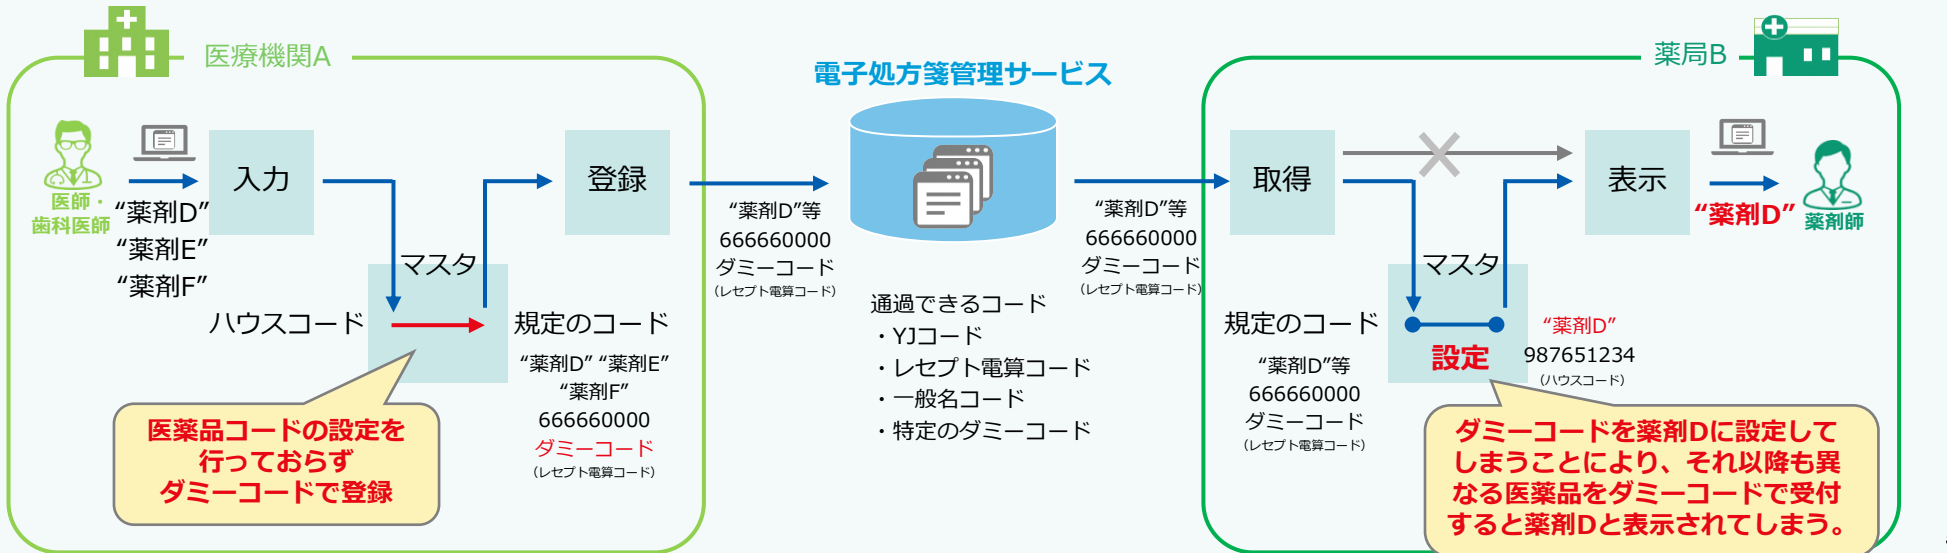 医療機関A
医師・
歯科医師
“薬剤D”
“薬剤E”
“薬剤F”
入力
マスタ
ハウスコード
規定のコード
“薬剤D” “薬剤E”
“薬剤F”
666660000
ダミーコード
（レセプト電算コード）
医薬品コードの設定を
行っておらず
ダミーコードで登録
登録
“薬剤D”等
666660000
ダミーコード
（レセプト電算コード）
電子処方箋管理サービス
通過できるコード
・YJコード
・レセプト電算コード
・一般名コード
・特定のダミーコード
“薬剤D”等
666660000
ダミーコード
（レセプト電算コード）
薬局B
取得
マスタ
規定のコード
“薬剤D”等
666660000
ダミーコード
（レセプト電算コード）
設定
“薬剤D”
987651234
（ハウスコード）
表示
“薬剤D”
薬剤師
ダミーコードを薬剤Dに設定して
しまうことにより、それ以降も異
なる医薬品をダミーコードで受付
すると薬剤Dと表示されてしまう。